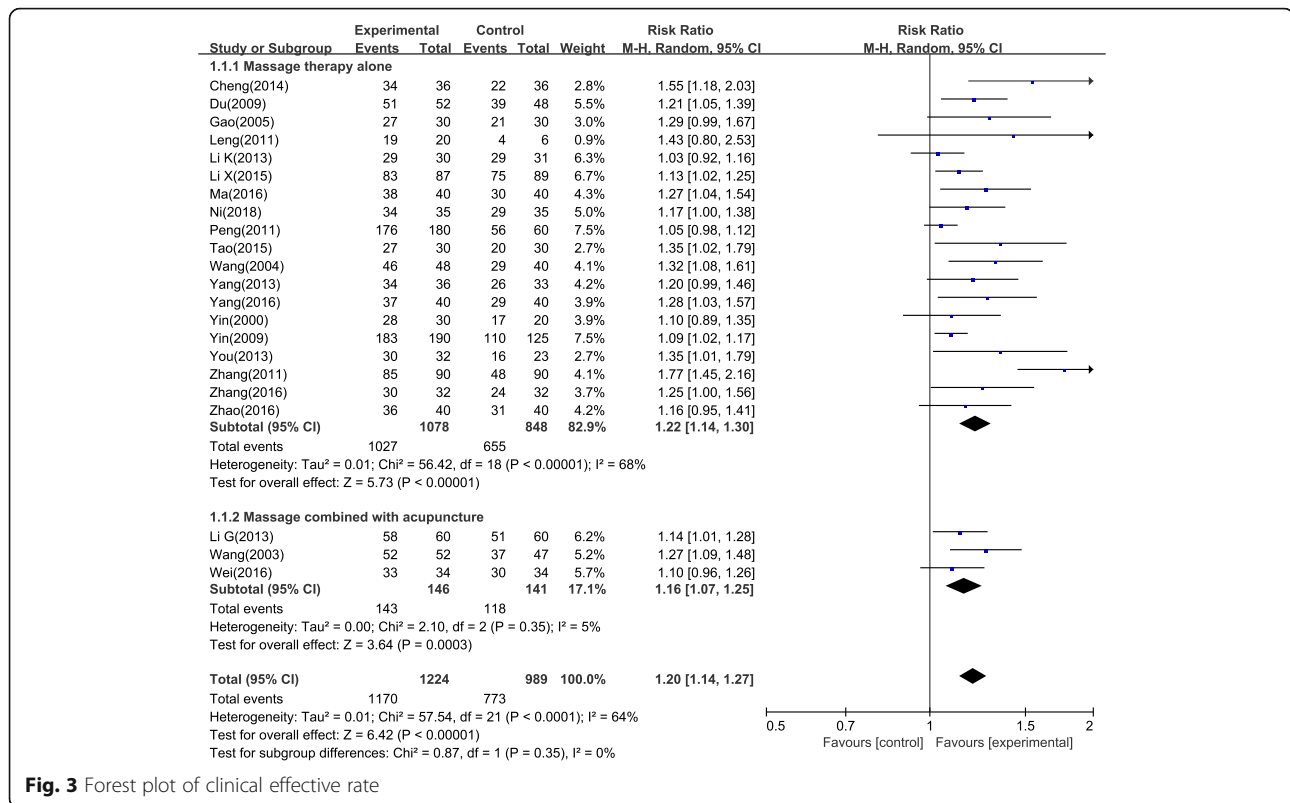 Experimental Control Risk Ratio Risk Ratio
Study or Subgroup Events Total Events Total Weight M-H, Random, 95% CI M-H, Random, 95% CI
1.1.1 Massage therapy alone
Cheng(2014) 34 36 22 36 2.8% 1.55 [1.18, 2.03]
Du(2009) 51 52 39 48 5.5% 1.21 [1.05, 1.39]
Gao(2005) 27 30 21 30 3.0% 1.29 [0.99, 1.67]
Leng(2011) 19 20 4 6 0.9% 1.43 [0.80, 2.53]
Li K(2013) 29 30 29 31 6.3% 1.03 [0.92, 1.16]
Li X(2015) 83 87 75 89 6.7% 1.13 [1.02, 1.25]
Ma(2016) 38 40 30 40 4.3% 1.27 [1.04, 1.54]
Ni(2018) 34 35 29 35 5.0% 1.17 [1.00, 1.38]
Peng(2011) 176 180 56 60 7.5% 1.05 [0.98, 1.12]
Tao(2015) 27 30 20 30 2.7% 1.35 [1.02, 1.79]
Wang(2004) 46 48 29 40 4.1% 1.32 [1.08, 1.61]
Yang(2013) 34 36 26 33 4.2% 1.20 [0.99, 1.46]
Yang(2016) 37 40 29 40 3.9% 1.28 [1.03, 1.57]
Yin(2000) 28 30 17 20 3.9% 1.10 [0.89, 1.35]
Yin(2009) 183 190 110 125 7.5% 1.09 [1.02, 1.17]
You(2013) 30 32 16 23 2.7% 1.35 [1.01, 1.79]
Zhang(2011) 85 90 48 90 4.1% 1.77 [1.45, 2.16]
Zhang(2016) 30 32 24 32 3.7% 1.25 [1.00, 1.56]
Zhao(2016) 36 40 31 40 4.2% 1.16 [0.95, 1.41]
Subtotal (95% CI) 1078 848 82.9% 1.22 [1.14, 1.30]
Total events 1027 655
Heterogeneity: Tau² = 0.01; Chi² = 56.42, df = 18 (P < 0.00001); I² = 68%
Test for overall effect: Z = 5.73 (P < 0.00001)
1.1.2 Massage combined with acupuncture
Li G(2013) 58 60 51 60 6.2% 1.14 [1.01, 1.28]
Wang(2003) 52 52 37 47 5.2% 1.27 [1.09, 1.48]
Wei(2016) 33 34 30 34 5.7% 1.10 [0.96, 1.26]
Subtotal (95% CI) 146 141 17.1% 1.16 [1.07, 1.25]
Total events 143 118
Heterogeneity: Tau² = 0.00; Chi² = 2.10, df = 2 (P = 0.35); I² = 5%
Test for overall effect: Z = 3.64 (P = 0.0003)
Total (95% CI) 1224 989 100.0% 1.20 [1.14, 1.27]
Total events 1170 773
Heterogeneity: Tau² = 0.01; Chi² = 57.54, df = 21 (P < 0.0001); I² = 64%
Test for overall effect: Z = 6.42 (P < 0.00001)
Test for subgroup differences: Chi² = 0.87, df = 1 (P = 0.35), I² = 0%
0.5 0.7 1 1.5 2
Favours [control] Favours [experimental]
Fig. 3 Forest plot of clinical effective rate